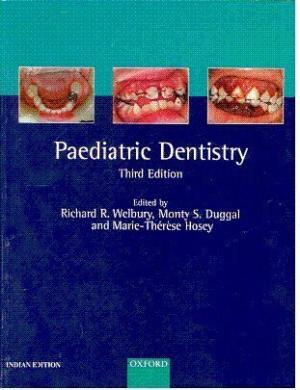 Paediatric Dentistry
Third Edition
Edited by
Richard R. Welbury, Monty S. Duggal
and Marie-Thérèse Hosey
INDIAN EDITION
OXFORD